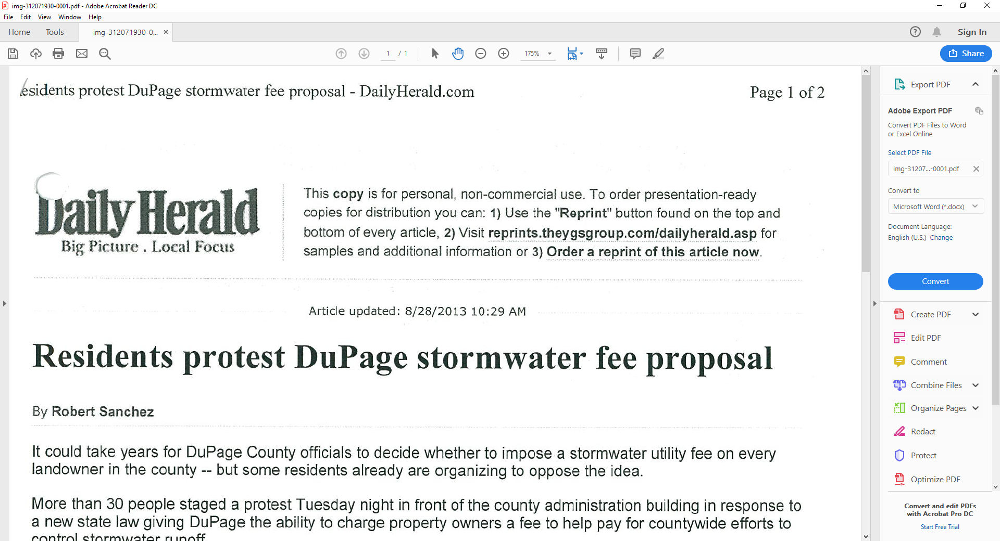 img-312071930-0001.pdf - Adobe Acrobat Reader DC
File Edit View Window Help
Home Tools img-312071930-0... ×
Sign In
1 / 1
175%
Share
esidents protest DuPage stormwater fee proposal - DailyHerald.com
Page 1 of 2
Daily Herald
Big Picture . Local Focus
This copy is for personal, non-commercial use. To order presentation-ready
copies for distribution you can: 1) Use the "Reprint" button found on the top and
bottom of every article, 2) Visit reprints.theygsgroup.com/dailyherald.asp for
samples and additional information or 3) Order a reprint of this article now.
Article updated: 8/28/2013 10:29 AM
Residents protest DuPage stormwater fee proposal
By Robert Sanchez
It could take years for DuPage County officials to decide whether to impose a stormwater utility fee on every
landowner in the county -- but some residents already are organizing to oppose the idea.
More than 30 people staged a protest Tuesday night in front of the county administration building in response to
a new state law giving DuPage the ability to charge property owners a fee to help pay for countywide efforts to
control stormwater runoff
Export PDF
Adobe Export PDF
Convert PDF Files to Word
or Excel Online
Select PDF File
img-31207...-0001.pdf
Convert to
Microsoft Word (*.docx)
Document Language:
English (U.S.) Change
Convert
Create PDF
Edit PDF
Comment
Combine Files
Organize Pages
Redact
Protect
Optimize PDF
Convert and edit PDFs
with Acrobat Pro DC
Start Free Trial